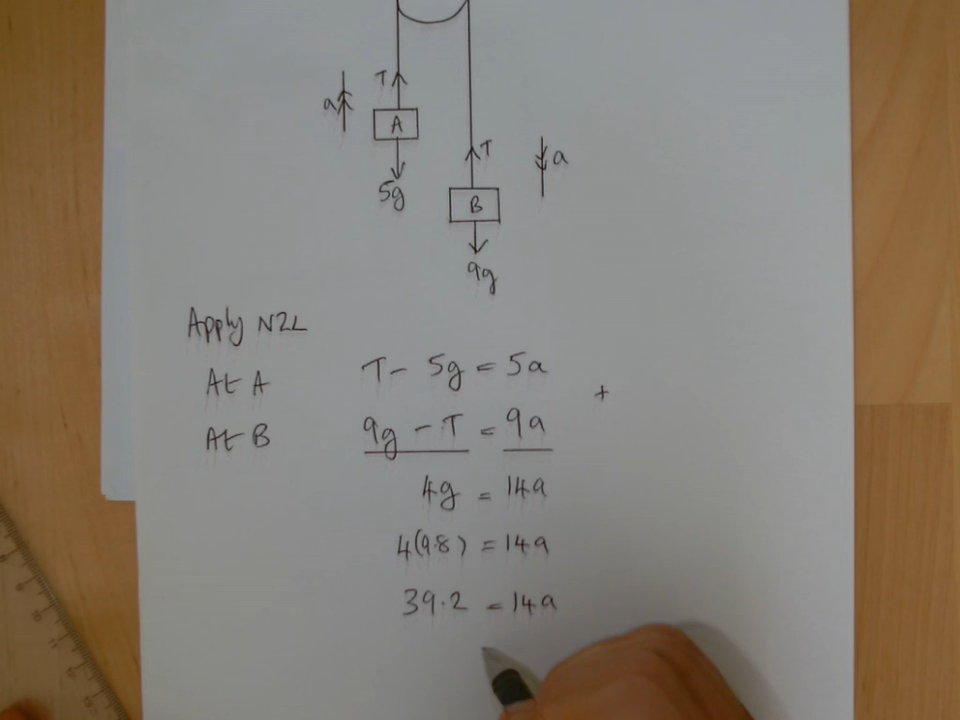 T
a
A
T
a
5g
B
9g
Apply N2L
At A T - 5g = 5a
+
At B 9g - T = 9a
4g = 14a
4(9.8) = 14a
39.2 = 14a